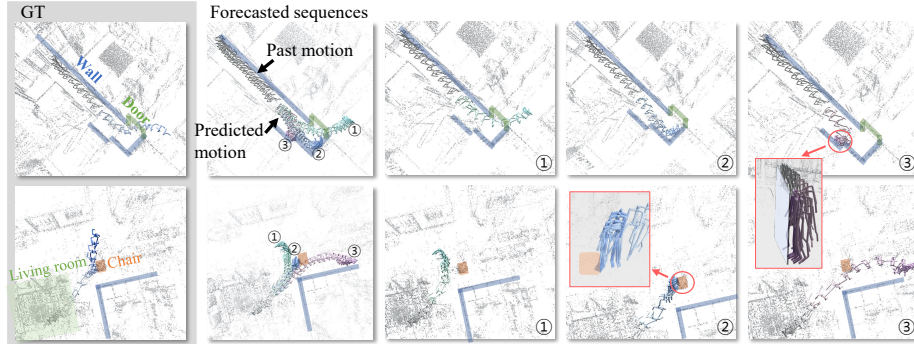 GT
Forecasted sequences
Wall
Door
Past motion
Predicted
motion
①
②
③
①
②
③
Living room
Chair
①
②
③
①
②
③